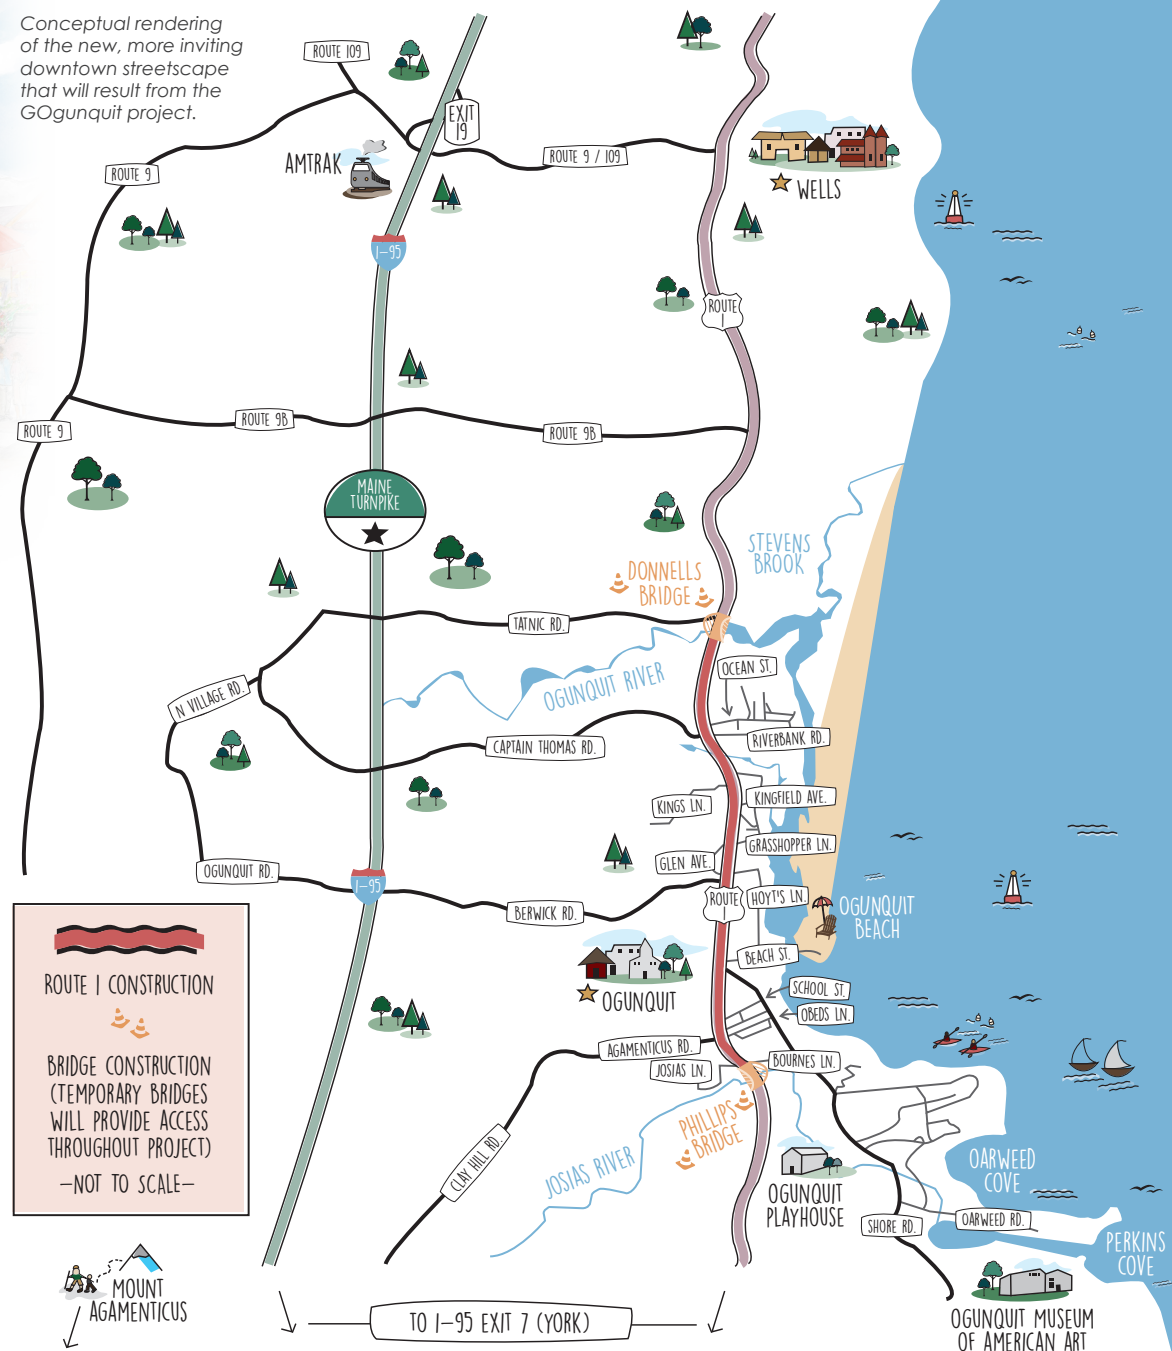 Conceptual rendering
of the new, more inviting
downtown streetscape
that will result from the
GOgunquit project.
ROUTE 109
EXIT
19
AMTRAK
ROUTE 9 / 109
ROUTE 9
WELLS
I-95
ROUTE
1
ROUTE 9
ROUTE 9B
ROUTE 9B
MAINE
TURNPIKE
STEVENS
BROOK
DONNELLS
BRIDGE
TATNIC RD.
OCEAN ST.
OGUNQUIT RIVER
N VILLAGE RD.
RIVERBANK RD.
CAPTAIN THOMAS RD.
KINGS LN.
KINGFIELD AVE.
GRASSHOPPER LN.
GLEN AVE.
OGUNQUIT RD.
I-95
HOYT'S LN.
ROUTE
1
BERWICK RD.
OGUNQUIT
BEACH
BEACH ST.
OGUNQUIT
SCHOOL ST.
OBEDS LN.
AGAMENTICUS RD.
JOSIAS LN.
BOURNES LN.
ROUTE 1 CONSTRUCTION
BRIDGE CONSTRUCTION
(TEMPORARY BRIDGES
WILL PROVIDE ACCESS
THROUGHOUT PROJECT)
–NOT TO SCALE–
PHILLIPS
BRIDGE
CLAY HILL RD.
JOSIAS RIVER
OARWEED
COVE
OGUNQUIT
PLAYHOUSE
SHORE RD.
OARWEED RD.
PERKINS
COVE
MOUNT
AGAMENTICUS
TO I-95 EXIT 7 (YORK)
OGUNQUIT MUSEUM
OF AMERICAN ART